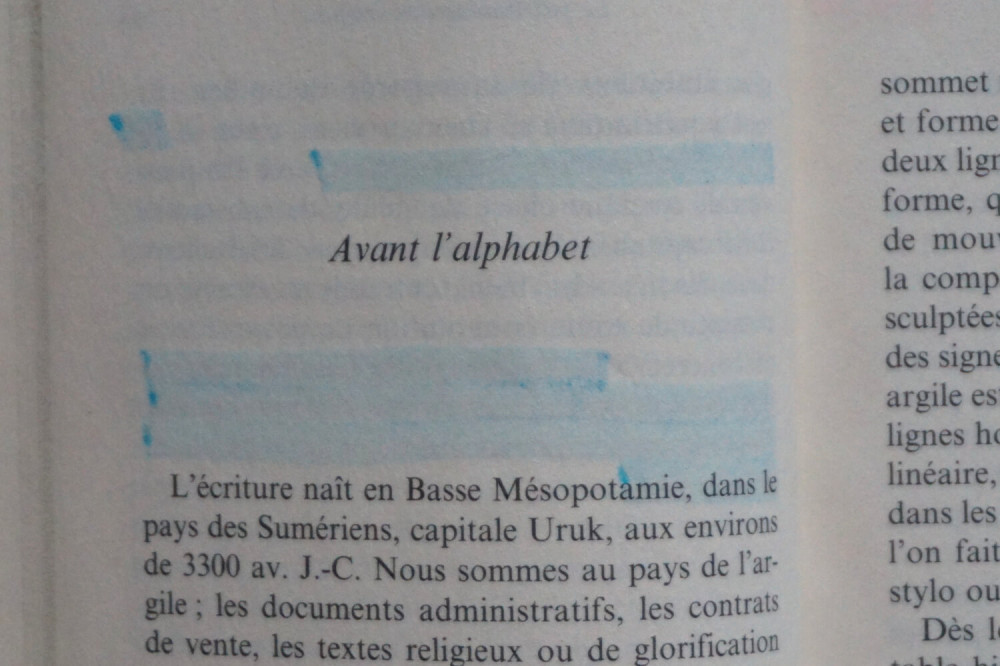 Avant l'alphabet
L'écriture naît en Basse Mésopotamie, dans le
pays des Sumériens, capitale Uruk, aux environs
de 3300 av. J.-C. Nous sommes au pays de l'ar-
gile ; les documents administratifs, les contrats
de vente, les textes religieux ou de glorification
sommet
et forme
deux lign
forme, q
de mouv
la comp
sculptées
des signe
argile es
lignes ho
linéaire,
dans les
l'on fait
stylo ou
Dès l